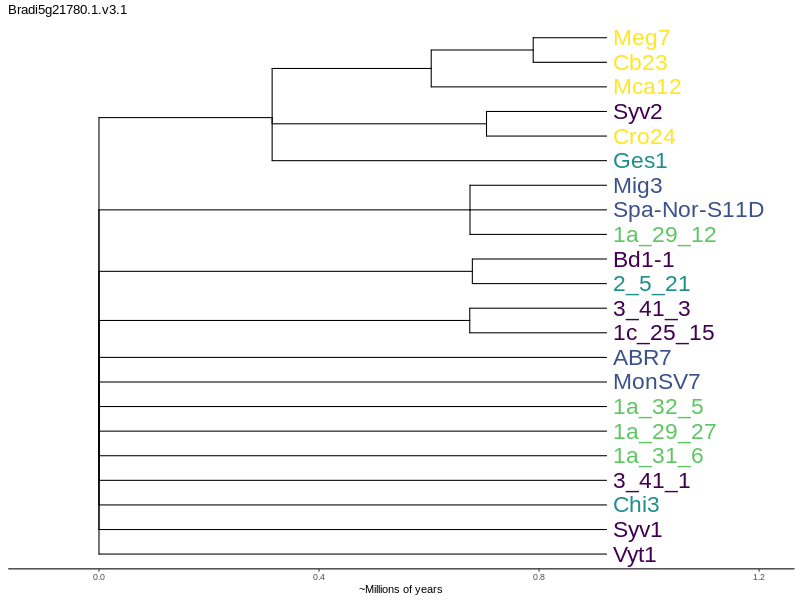 Bradi5g21780.1.v3.1
Meg7
Cb23
Mca12
Syv2
Cro24
Ges1
Mig3
Spa-Nor-S11D
1a_29_12
Bd1-1
2_5_21
3_41_3
1c_25_15
ABR7
MonSV7
1a_32_5
1a_29_27
1a_31_6
3_41_1
Chi3
Syv1
Vyt1
0.0 0.4 0.8 1.2
~Millions of years